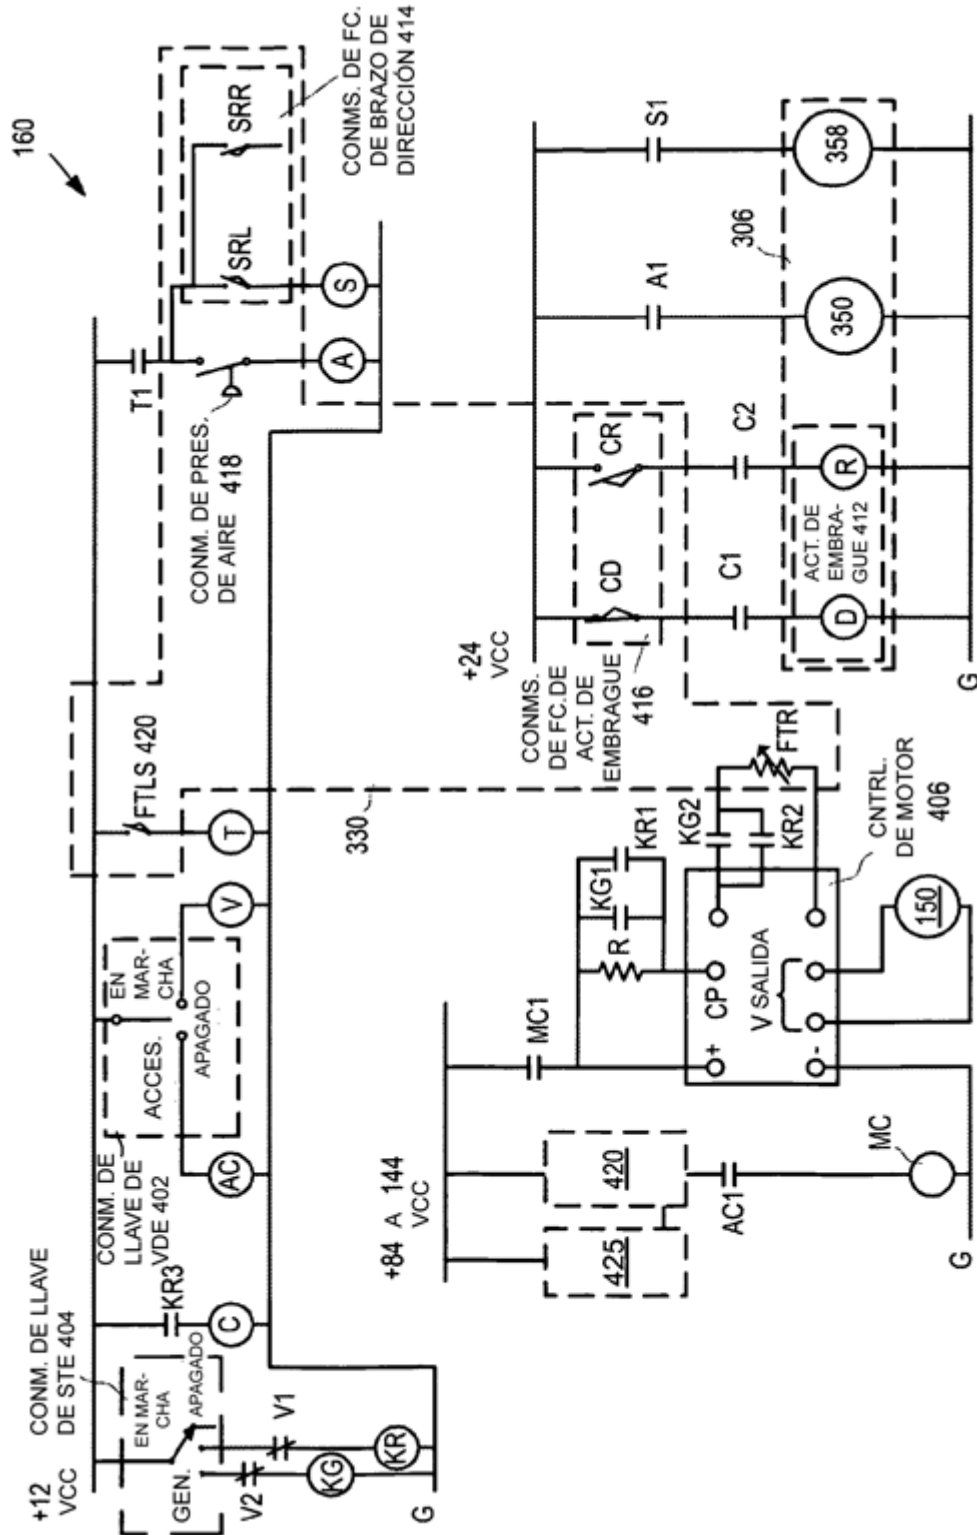 160
+12
VCC
CONM. DE LLAVE
DE STE 404
EN MAR-
CHA
APAGADO
GEN.
V2
V1
KG
KR
G
KR3
C
CONM. DE
LLAVE DE
VDE 402
EN
MAR-
CHA
ACCES.
APAGADO
AC
V
FTLS 420
T
T1
CONM. DE PRES.
DE AIRE 418
A
S
SRL
SRR
CONMS. DE FC.
DE BRAZO DE
DIRECCIÓN 414
330
+84 A 144
VCC
425
420
AC1
MC
G
MC1
R
KG1
KR1
+
CP
-
V SALIDA
KG2
KR2
FTR
CNTRL.
DE MOTOR
406
150
+24
VCC
CONMS.
DE FC.DE
ACT. DE
EMBRAGUE
416
CD
CR
C1
C2
A1
S1
306
ACT. DE
EMBRA-
GUE 412
D
R
350
358
G